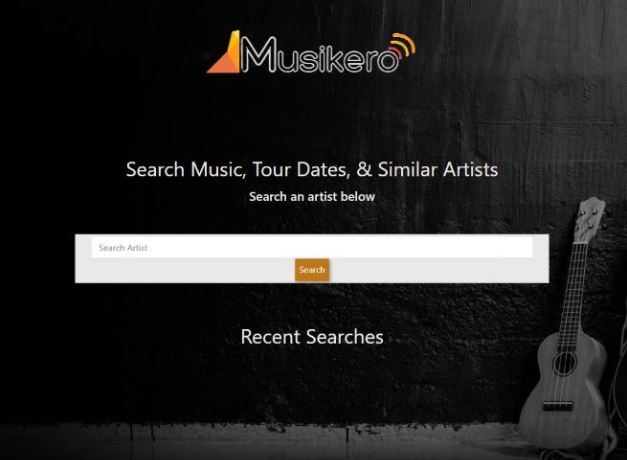 Musikero
Search Music, Tour Dates, & Similar Artists
Search an artist below
Search Artist
Search
Recent Searches